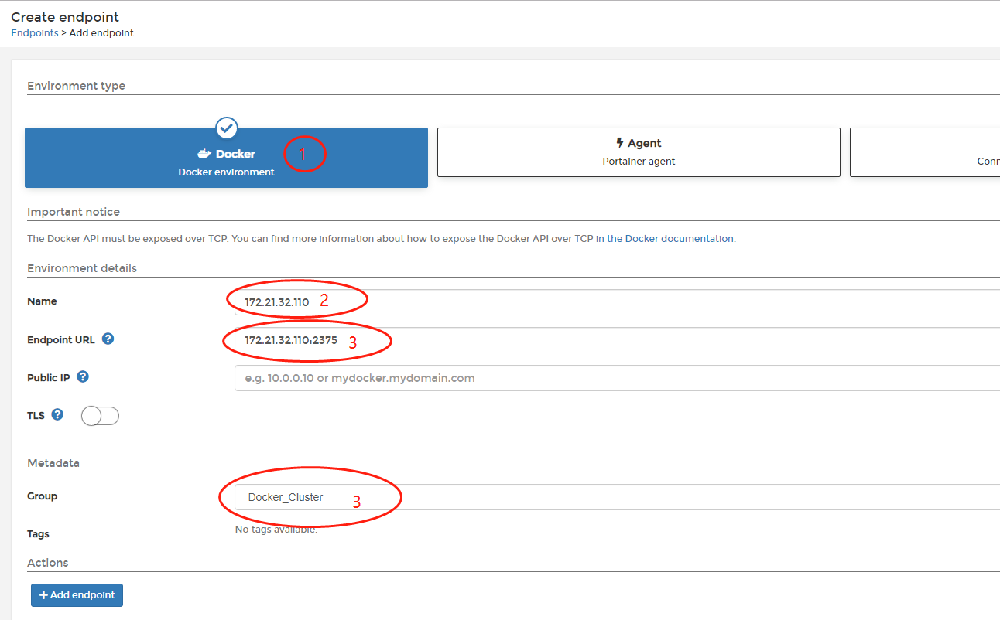 Create endpoint
Endpoints > Add endpoint
Environment type
Docker 1
Docker environment
Agent
Portainer agent
Important notice
The Docker API must be exposed over TCP. You can find more information about how to expose the Docker API over TCP in the Docker documentation.
Environment details
Name 172.21.32.110 2
Endpoint URL ? 172.21.32.110:2375 3
Public IP ? e.g. 10.0.0.10 or mydocker.mydomain.com
TLS ?
Metadata
Group Docker_Cluster 3
Tags No tags available.
Actions
+ Add endpoint